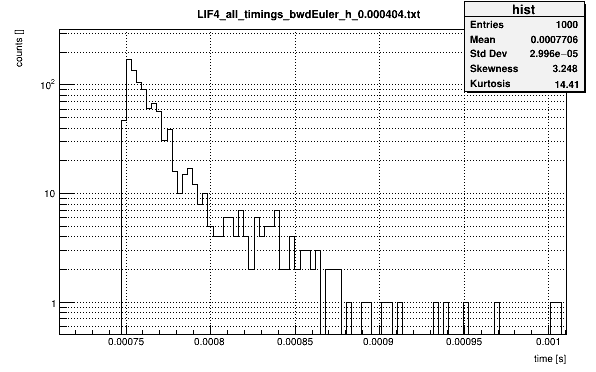 LIF4_all_timings_bwdEuler_h_0.000404.txt
hist
Entries 1000
Mean 0.0007706
Std Dev 2.996e−05
Skewness 3.248
Kurtosis 14.41
counts []
10²
10
1
0.00075 0.0008 0.00085 0.0009 0.00095 0.001
time [s]